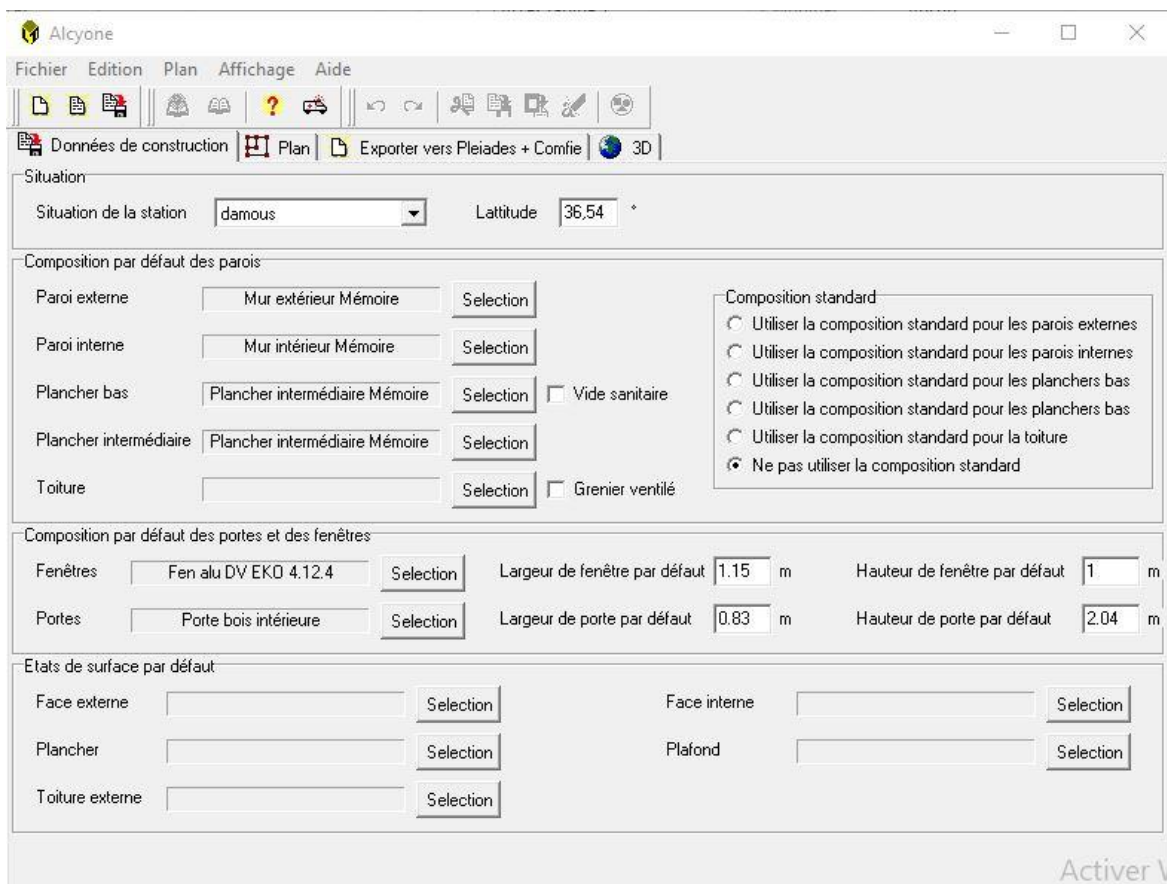 Alcyone
Fichier Edition Plan Affichage Aide
Données de construction Plan Exporter vers Pleiades + Comfie 3D
Situation
Situation de la station damous Lattitude 36,54 °
Composition par défaut des parois
Paroi externe Mur extérieur Mémoire Selection
Paroi interne Mur intérieur Mémoire Selection
Plancher bas Plancher intermédiaire Mémoire Selection Vide sanitaire
Plancher intermédiaire Plancher intermédiaire Mémoire Selection
Toiture Selection Grenier ventilé
Composition standard
Utiliser la composition standard pour les parois externes
Utiliser la composition standard pour les parois internes
Utiliser la composition standard pour les planchers bas
Utiliser la composition standard pour les planchers bas
Utiliser la composition standard pour la toiture
Ne pas utiliser la composition standard
Composition par défaut des portes et des fenêtres
Fenêtres Fen alu DV EKO 4.12.4 Selection Largeur de fenêtre par défaut 1.15 m Hauteur de fenêtre par défaut 1 m
Portes Porte bois intérieure Selection Largeur de porte par défaut 0.83 m Hauteur de porte par défaut 2.04 m
Etats de surface par défaut
Face externe Selection Face interne Selection
Plancher Selection Plafond Selection
Toiture externe Selection
Activer